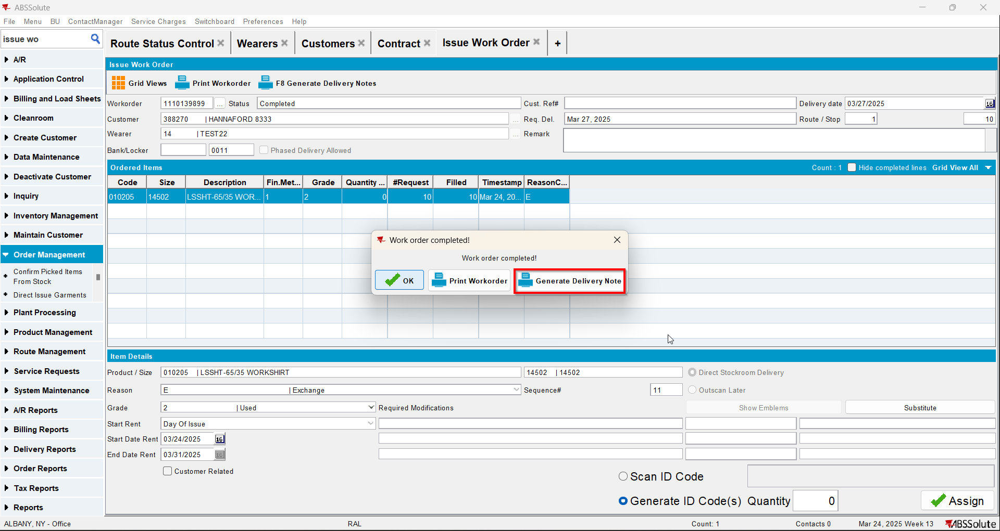 ABSSolute
File Menu BU ContactManager Service Charges Switchboard Preferences Help
issue wo
Route Status Control Wearers Customers Contract Issue Work Order +
Issue Work Order
Grid Views Print Workorder F8 Generate Delivery Notes
Workorder 1110139899 ... Status Completed Cust. Ref# Delivery date 03/27/2025 16
Customer 388270 | HANNAFORD 8333 ... Req. Del. Mar 27, 2025 Route / Stop 1 10
Wearer 14 | TEST22 ... Remark
Bank/Locker 0011 Phased Delivery Allowed
Ordered Items Count : 1 Hide completed lines Grid View All
Code Size Description Fin.Met... Grade Quantity ... #Request Filled Timestamp ReasonC...
010205 14502 LSSHT-65/35 WOR... 1 2 0 10 10 Mar 24, 20... E
Work order completed!
Work order completed!
OK Print Workorder Generate Delivery Note
Item Details
Product / Size 010205 | LSSHT-65/35 WORKSHIRT 14502 | 14502 Direct Stockroom Delivery
Reason E | Exchange Sequence# 11 Outscan Later
Grade 2 | Used Required Modifications Show Emblems Substitute
Start Rent Day Of Issue
Start Date Rent 03/24/2025 16
End Date Rent 03/31/2025 16
Customer Related
Scan ID Code
Generate ID Code(s) Quantity 0 Assign
A/R
Application Control
Billing and Load Sheets
Cleanroom
Create Customer
Data Maintenance
Deactivate Customer
Inquiry
Inventory Management
Maintain Customer
Order Management
Confirm Picked Items
From Stock
Direct Issue Garments
Plant Processing
Product Management
Route Management
Service Requests
System Maintenance
A/R Reports
Billing Reports
Delivery Reports
Order Reports
Tax Reports
Reports
ALBANY, NY - Office RAL Count: 1 Contacts 0 Mar 24, 2025 Week 13 ABSSolute